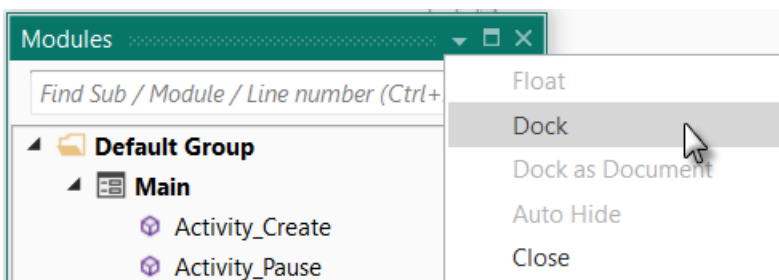 Modules
Find Sub / Module / Line number (Ctrl+
Default Group
Main
Activity_Create
Activity_Pause
Float
Dock
Dock as Document
Auto Hide
Close